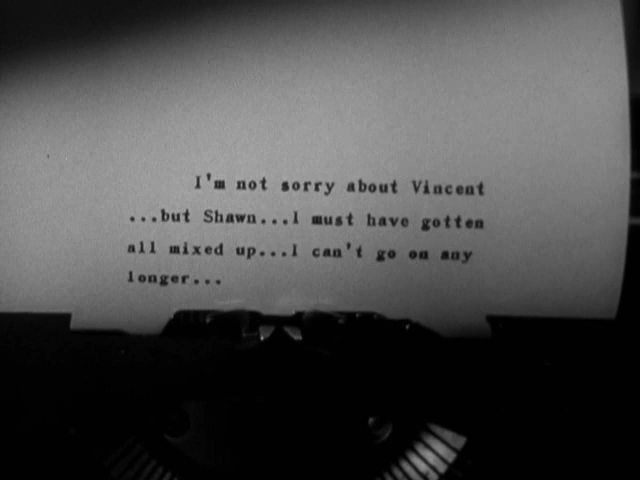 I'm not sorry about Vincent
...but Shawn...I must have gotten
all mixed up...I can't go on any
longer...